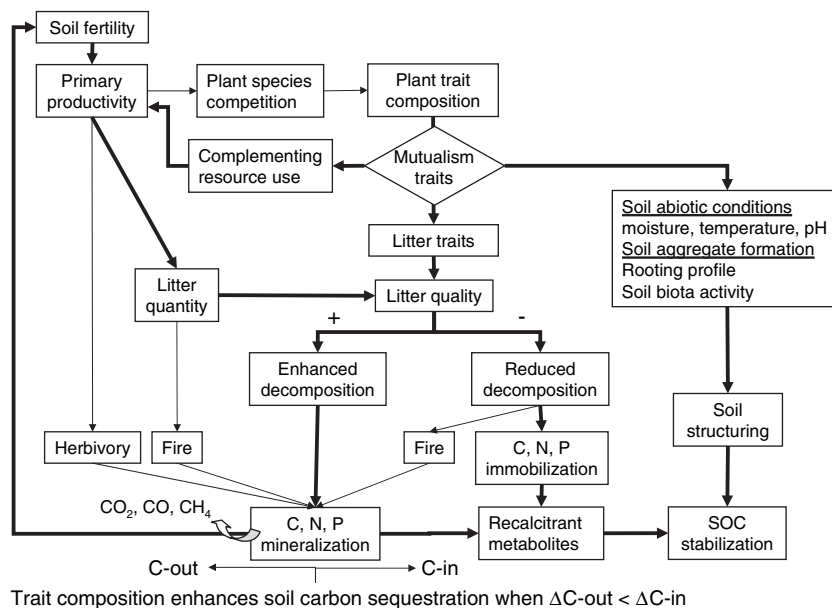 Soil fertility
Primary
productivity
Plant species
competition
Plant trait
composition
Complementing
resource use
Mutualism
traits
Soil abiotic conditions
moisture, temperature, pH
Soil aggregate formation
Rooting profile
Soil biota activity
Litter traits
Litter
quantity
Litter quality
+
-
Enhanced
decomposition
Reduced
decomposition
Soil
structuring
Herbivory
Fire
Fire
C, N, P
immobilization
CO2, CO, CH4
C, N, P
mineralization
Recalcitrant
metabolites
SOC
stabilization
C-out
C-in
Trait composition enhances soil carbon sequestration when ΔC-out < ΔC-in